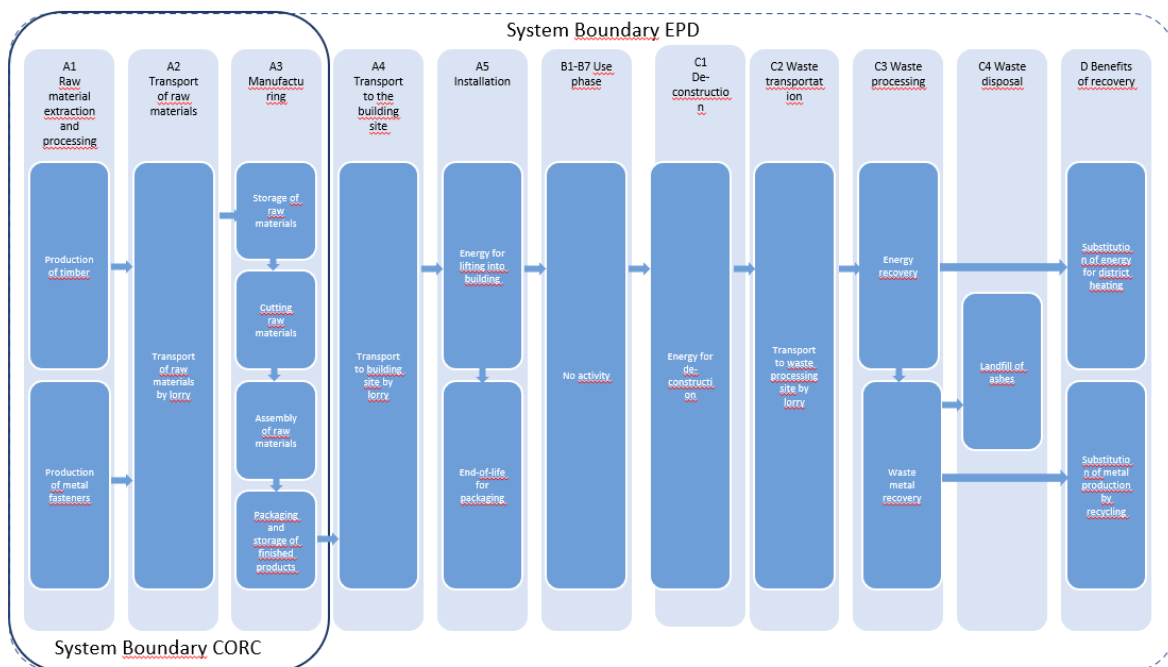 System Boundary EPD
A1
Raw
material
extraction
and
processing
A2
Transport
of raw
materials
A3
Manufactu
ring
A4
Transport
to the
building
site
A5
Installation
B1-B7 Use
phase
C1
De-
constructio
n
C2 Waste
transportat
ion
C3 Waste
processing
C4 Waste
disposal
D Benefits
of recovery
Production
of timber
Production
of metal
fasteners
Transport
of raw
materials
by lorry
Storage of
raw
materials
Cutting
raw
materials
Assembly
of raw
materials
Packaging
and
storage of
finished
products
Transport
to building
site by
lorry
Energy for
lifting into
building
End-of-life
for
packaging
No activity
Energy for
de-
constructi
on
Transport
to waste
processing
site by
lorry
Energy
recovery
Waste
metal
recovery
Landfill of
ashes
Substitutio
n of energy
for district
heating
Substitutio
n of metal
production
by
recycling
System Boundary CORC